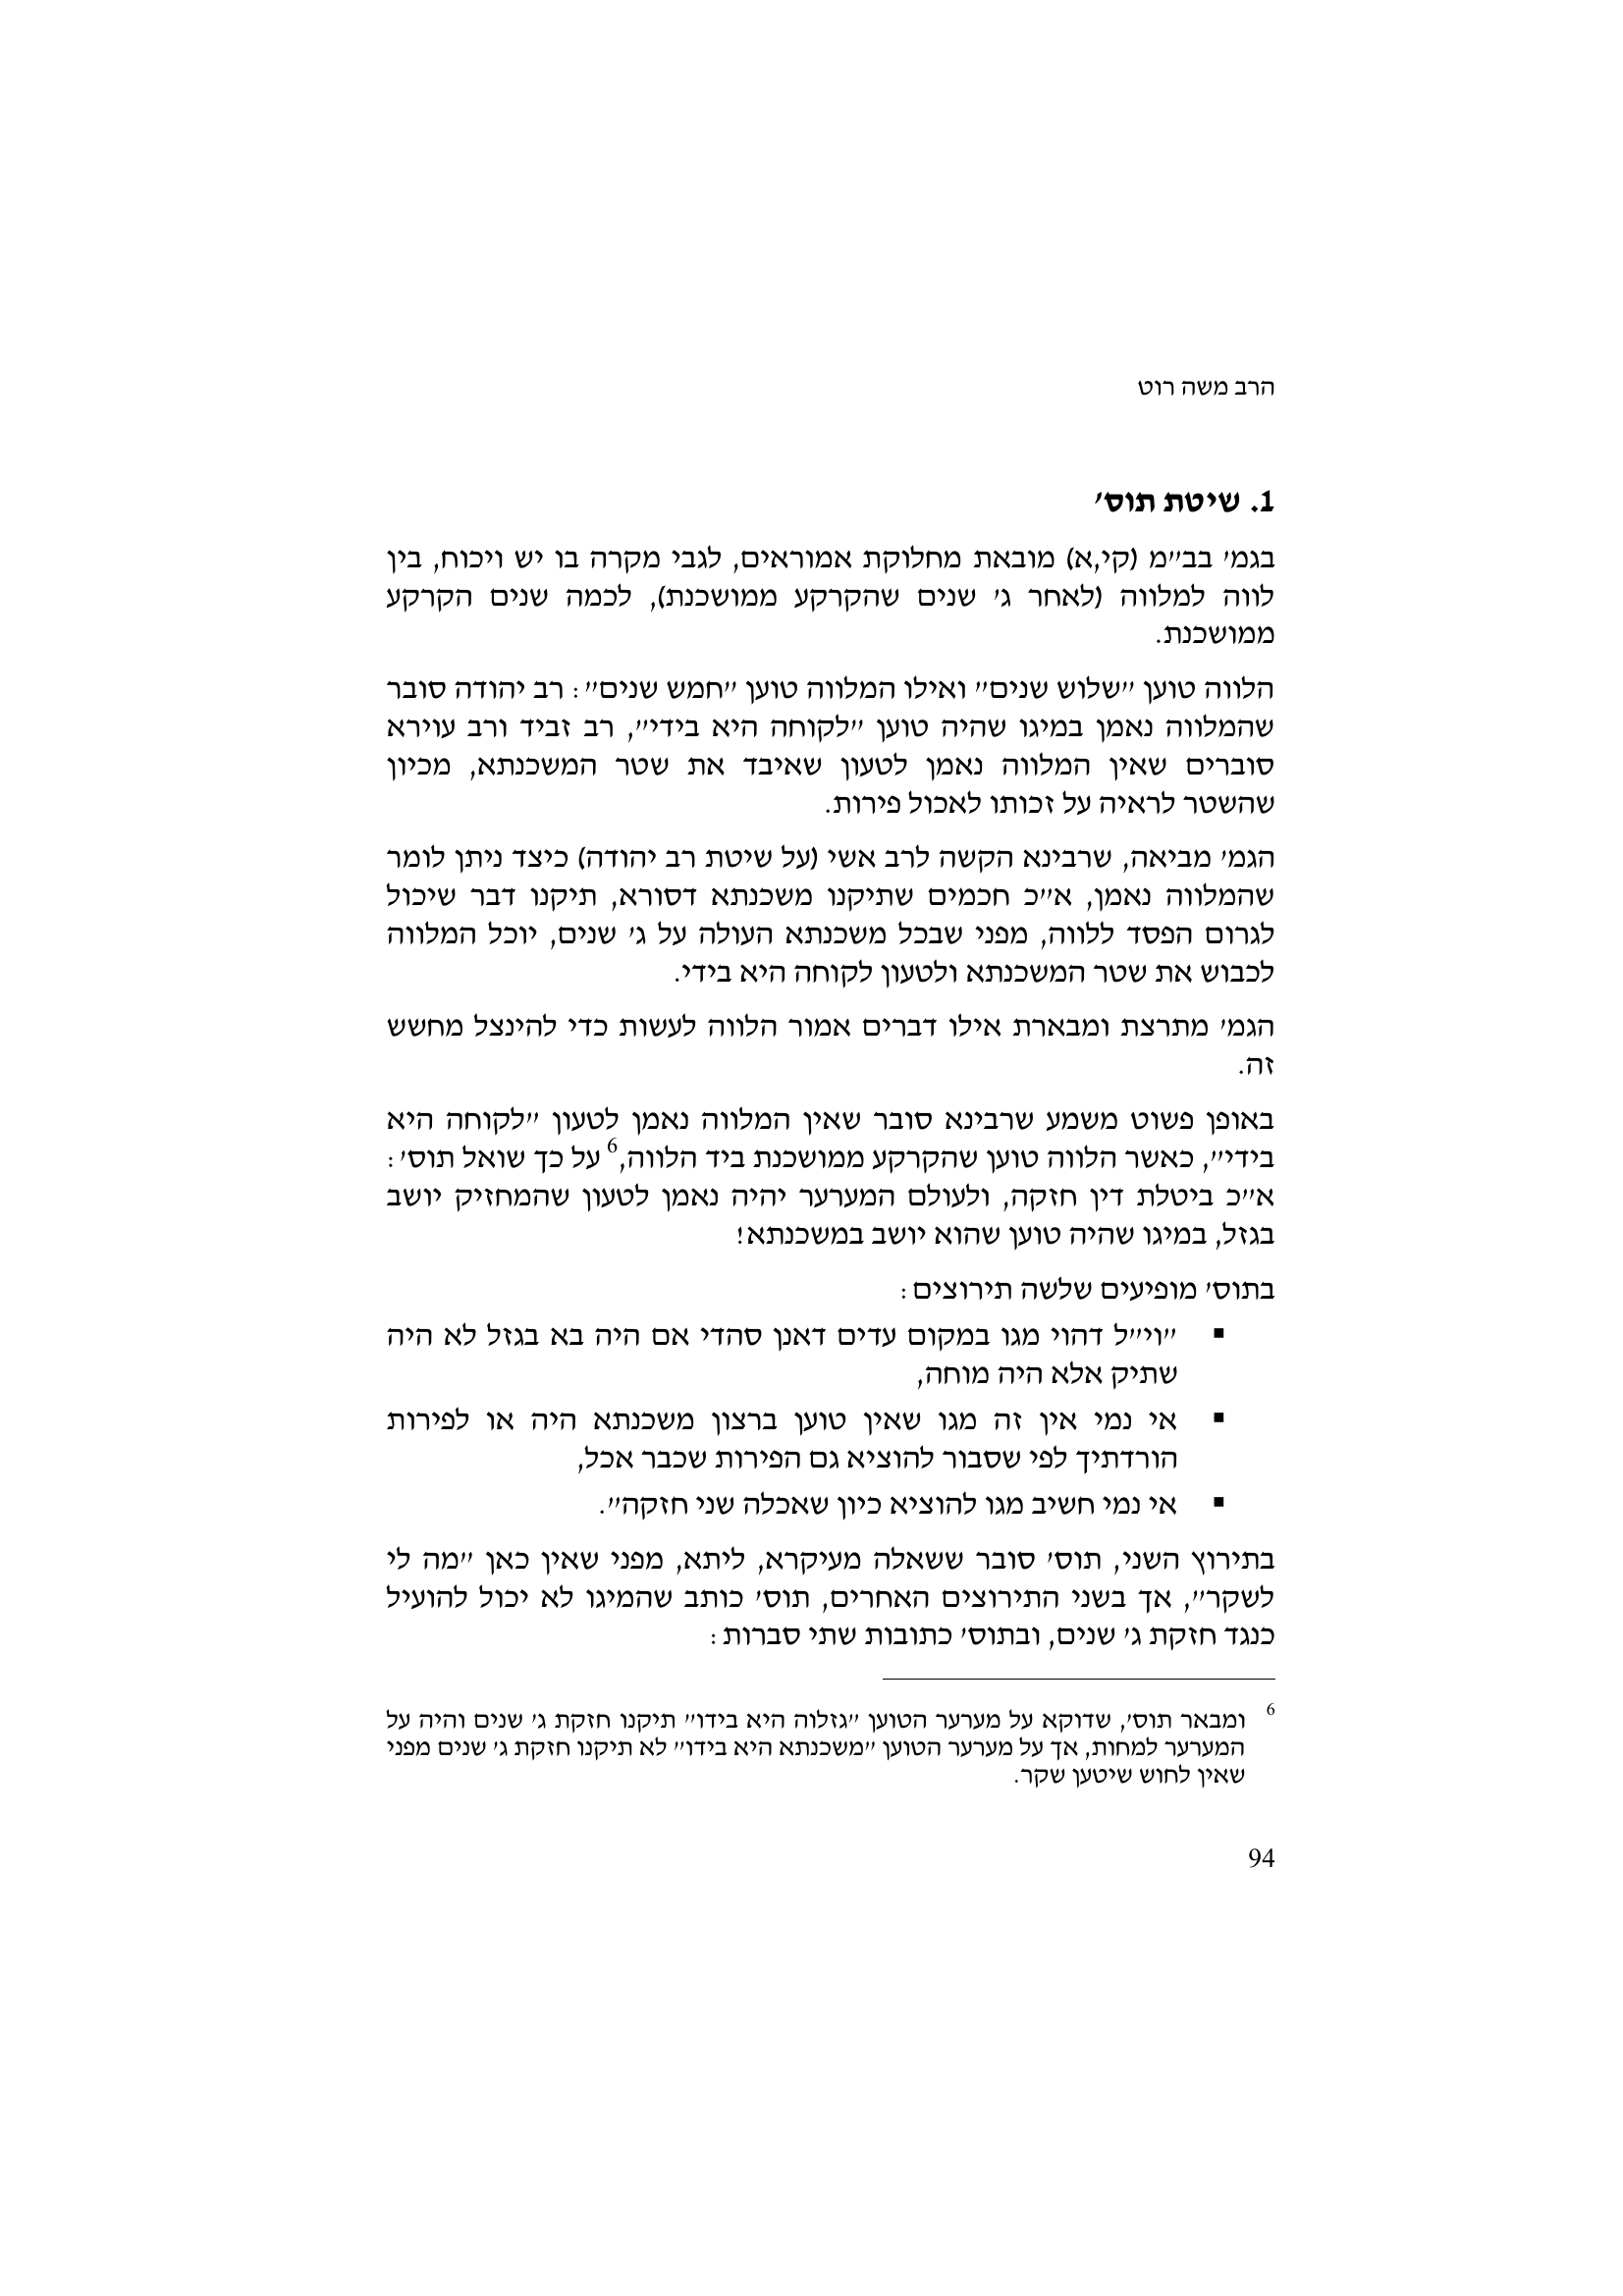 הרב משה רוט
1. שיטת תוס'
בגמ' בב"מ (קי,א) מובאת מחלוקת אמוראים, לגבי מקרה בו יש ויכוח, בין
לווה למלווה (לאחר ג' שנים שהקרקע ממושכנת), לכמה שנים הקרקע
ממושכנת.
הלווה טוען "שלוש שנים" ואילו המלווה טוען "חמש שנים": רב יהודה סובר
שהמלווה נאמן במיגו שהיה טוען "לקוחה היא בידי", רב זביד ורב עוירא
סוברים שאין המלווה נאמן לטעון שאיבד את שטר המשכנתא, מכיון
שהשטר לראיה על זכותו לאכול פירות.
הגמ' מביאה, שרבינא הקשה לרב אשי (על שיטת רב יהודה) כיצד ניתן לומר
שהמלווה נאמן, א"כ חכמים שתיקנו משכנתא דסורא, תיקנו דבר שיכול
לגרום הפסד ללווה, מפני שבכל משכנתא העולה על ג' שנים, יוכל המלווה
לכבוש את שטר המשכנתא ולטעון לקוחה היא בידי.
הגמ' מתרצת ומבארת אילו דברים אמור הלווה לעשות כדי להינצל מחשש
זה.
באופן פשוט משמע שרבינא סובר שאין המלווה נאמן לטעון "לקוחה היא
בידי", כאשר הלווה טוען שהקרקע ממושכנת ביד הלווה,6 על כך שואל תוס':
א"כ ביטלת דין חזקה, ולעולם המערער יהיה נאמן לטעון שהמחזיק יושב
בגזל, במיגו שהיה טוען שהוא יושב במשכנתא!
בתוס' מופיעים שלשה תירוצים:
▪ "וי"ל דהוי מגו במקום עדים דאנן סהדי אם היה בא בגזל לא היה
שתיק אלא היה מוחה,
▪ אי נמי אין זה מגו שאין טוען ברצון משכנתא היה או לפירות
הורדתיך לפי שסבור להוציא גם הפירות שכבר אכל,
▪ אי נמי חשיב מגו להוציא כיון שאכלה שני חזקה".
בתירוץ השני, תוס' סובר ששאלה מעיקרא, ליתא, מפני שאין כאן "מה לי
לשקר", אך בשני התירוצים האחרים, תוס' כותב שהמיגו לא יכול להועיל
כנגד חזקת ג' שנים, ובתוס' כתובות שתי סברות:
6 ומבאר תוס', שדוקא על מערער הטוען "גזלוה היא בידו" תיקנו חזקת ג' שנים והיה על
המערער למחות, אך על מערער הטוען "משכנתא היא בידו" לא תיקנו חזקת ג' שנים מפני
שאין לחוש שיטען שקר.
94